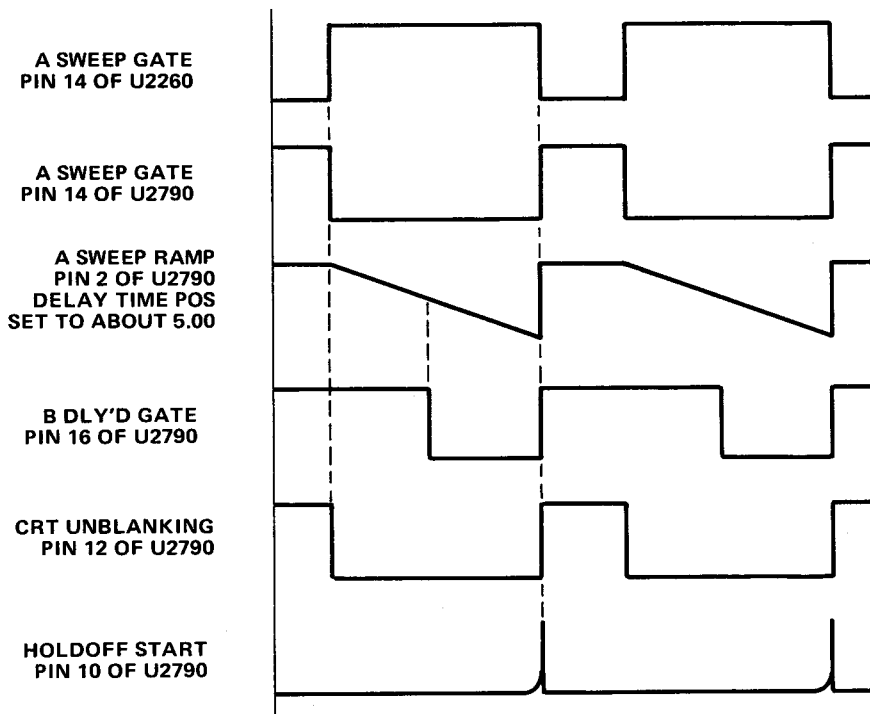 A SWEEP GATE
PIN 14 OF U2260
A SWEEP GATE
PIN 14 OF U2790
A SWEEP RAMP
PIN 2 OF U2790
DELAY TIME POS
SET TO ABOUT 5.00
B DLY'D GATE
PIN 16 OF U2790
CRT UNBLANKING
PIN 12 OF U2790
HOLDOFF START
PIN 10 OF U2790